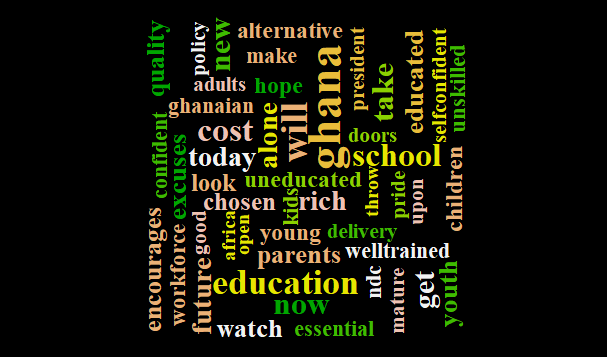 quality
policy
new
alternative
make
adults
hope
ghanaian
cost
alone
will
ghana
president
take
educated
selfconfident
unskilled
doors
school
today
confident
excuses
look
uneducated
chosen
kids
rich
throw
pride
upon
children
encourages
workforce
good
future
africa
open
young
delivery
parents
welltrained
education
ndc
mature
get
youth
now
watch
essential